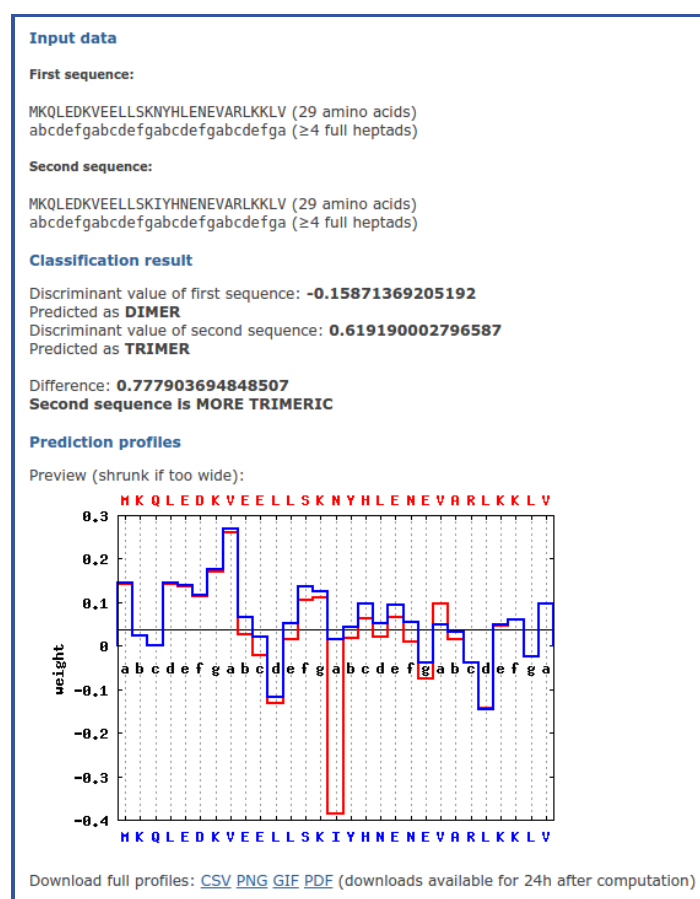 Input data
First sequence:
MKQLEDKVEELLSKNYHLENEVARLKKLV (29 amino acids)
abcdefgabcdefgabcdefgabcdefga (≥4 full heptads)
Second sequence:
MKQLEDKVEELLSKIYHNENEVARLKKLV (29 amino acids)
abcdefgabcdefgabcdefgabcdefga (≥4 full heptads)
Classification result
Discriminant value of first sequence: -0.15871369205192
Predicted as DIMER
Discriminant value of second sequence: 0.619190002796587
Predicted as TRIMER
Difference: 0.777903694848507
Second sequence is MORE TRIMERIC
Prediction profiles
Preview (shrunk if too wide):
M K Q L E D K V E E L L S K N Y H L E N E V A R L K K L V
0.3
0.2
0.1
0
a b c d e f g a b c d e f g a b c d e f g a b c d e f g a
-0.1
-0.2
-0.3
-0.4
weight
M K Q L E D K V E E L L S K I Y H N E N E V A R L K K L V
Download full profiles: CSV PNG GIF PDF (downloads available for 24h after computation)